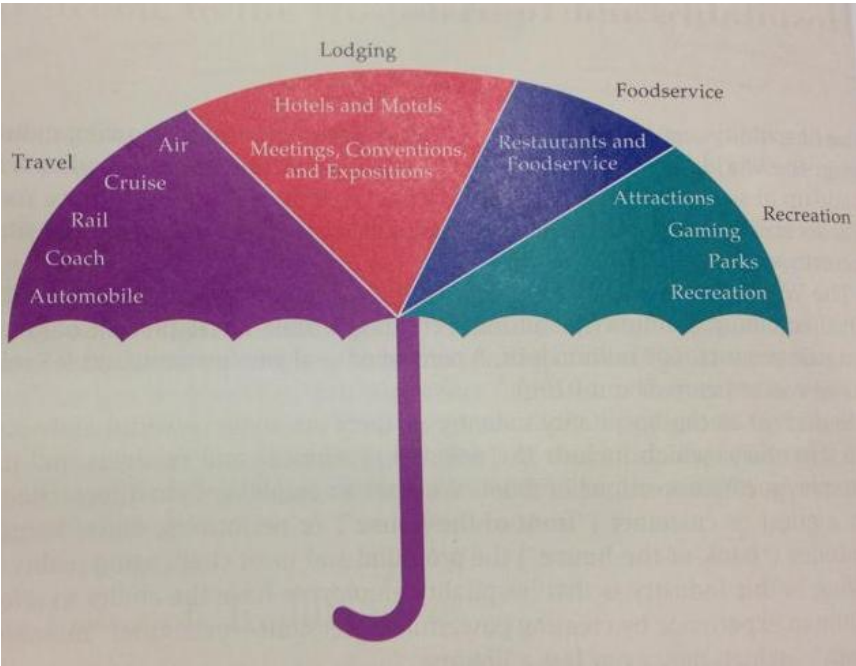 Lodging
Hotels and Motels
Meetings, Conventions,
and Expositions
Foodservice
Restaurants and
Foodservice
Travel
Air
Cruise
Rail
Coach
Automobile
Recreation
Attractions
Gaming
Parks
Recreation